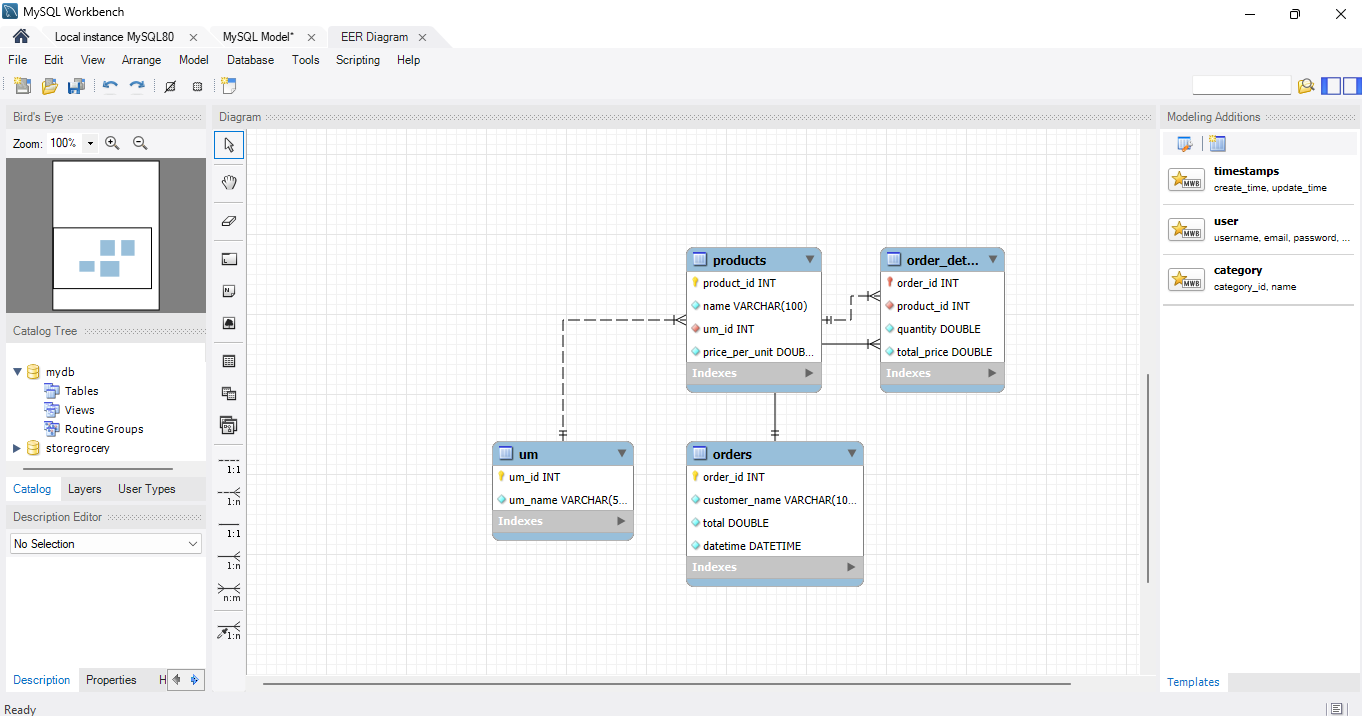 MySQL Workbench
Local instance MySQL80
MySQL Model*
EER Diagram
File Edit View Arrange Model Database Tools Scripting Help
Bird's Eye
Zoom: 100%
Catalog Tree
mydb
Tables
Views
Routine Groups
storegrocery
Catalog Layers User Types
Description Editor
No Selection
Description Properties H
Ready
Diagram
1:1
1:n
1:1
1:n
n:m
1:n
products
product_id INT
name VARCHAR(100)
um_id INT
price_per_unit DOUB...
Indexes
order_det...
order_id INT
product_id INT
quantity DOUBLE
total_price DOUBLE
Indexes
um
um_id INT
um_name VARCHAR(5...
Indexes
orders
order_id INT
customer_name VARCHAR(10...
total DOUBLE
datetime DATETIME
Indexes
Modeling Additions
MWB
timestamps
create_time, update_time
MWB
user
username, email, password, ...
MWB
category
category_id, name
Templates